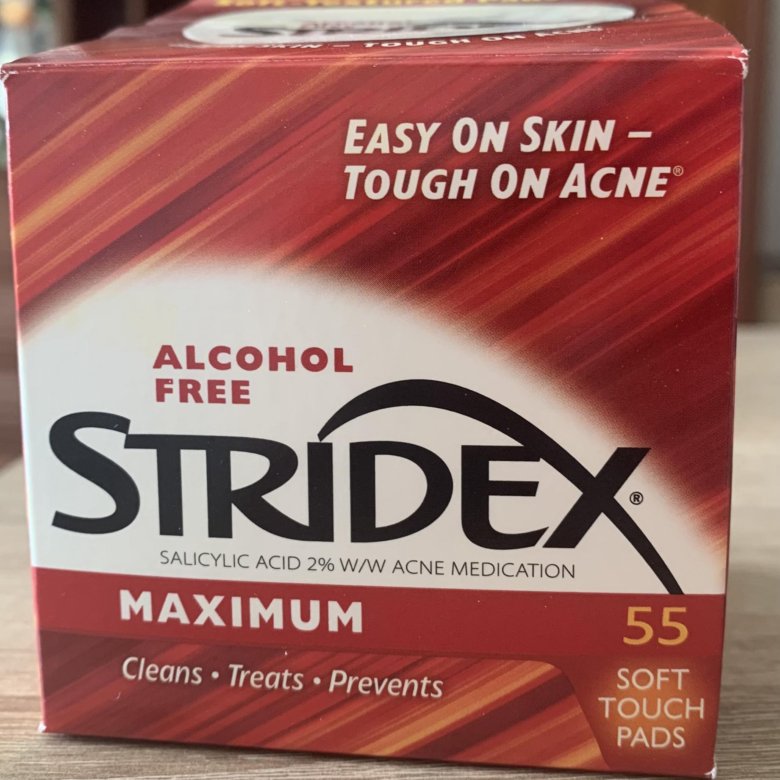 EASY ON SKIN –
TOUGH ON ACNE®
ALCOHOL
FREE
STRIDEX®
SALICYLIC ACID 2% W/W ACNE MEDICATION
MAXIMUM
55
Cleans • Treats • Prevents
SOFT
TOUCH
PADS